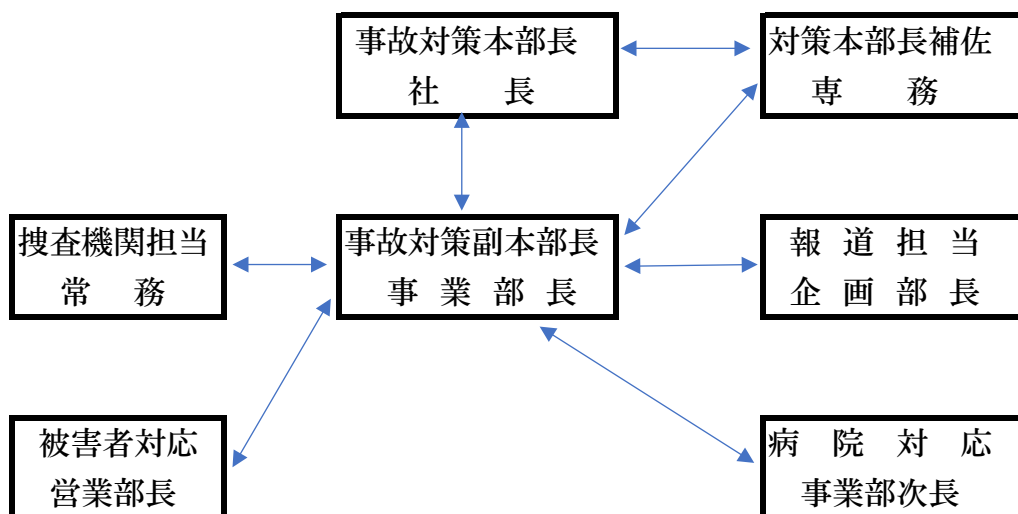 事故対策本部長
社　　長
対策本部長補佐
専　　務
捜査機関担当
常　務
事故対策副本部長
事 業 部 長
報 道 担 当
企 画 部 長
被害者対応
営業部長
病　院　対　応
事業部次長